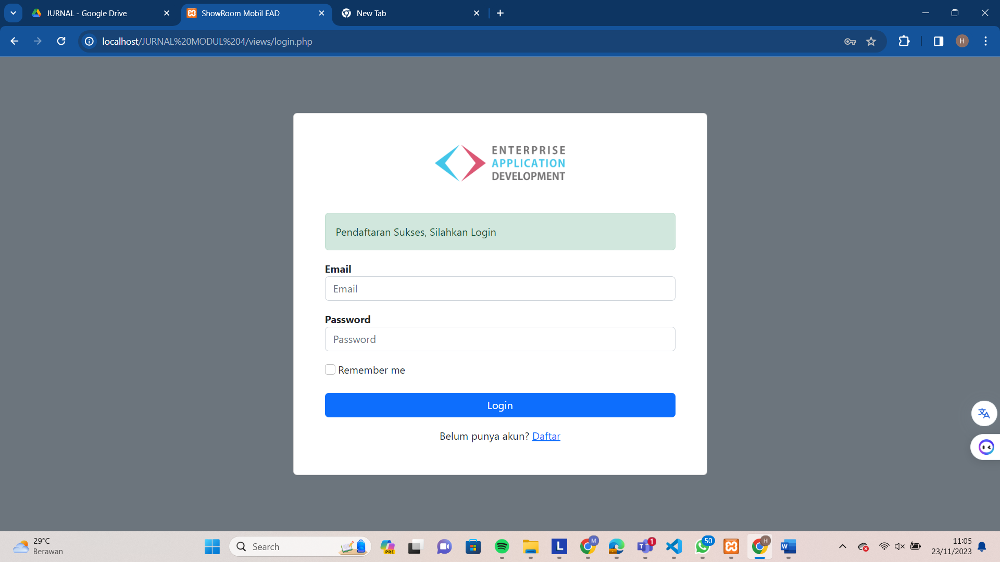 JURNAL - Google Drive
ShowRoom Mobil EAD
New Tab
localhost/JURNAL%20MODUL%204/views/login.php
H
ENTERPRISE
APPLICATION
DEVELOPMENT
Pendaftaran Sukses, Silahkan Login
Email
Email
Password
Password
Remember me
Login
Belum punya akun? Daftar
29°C
Berawan
Search
PRE
L
M
T
1
50
H
W
11:05
23/11/2023